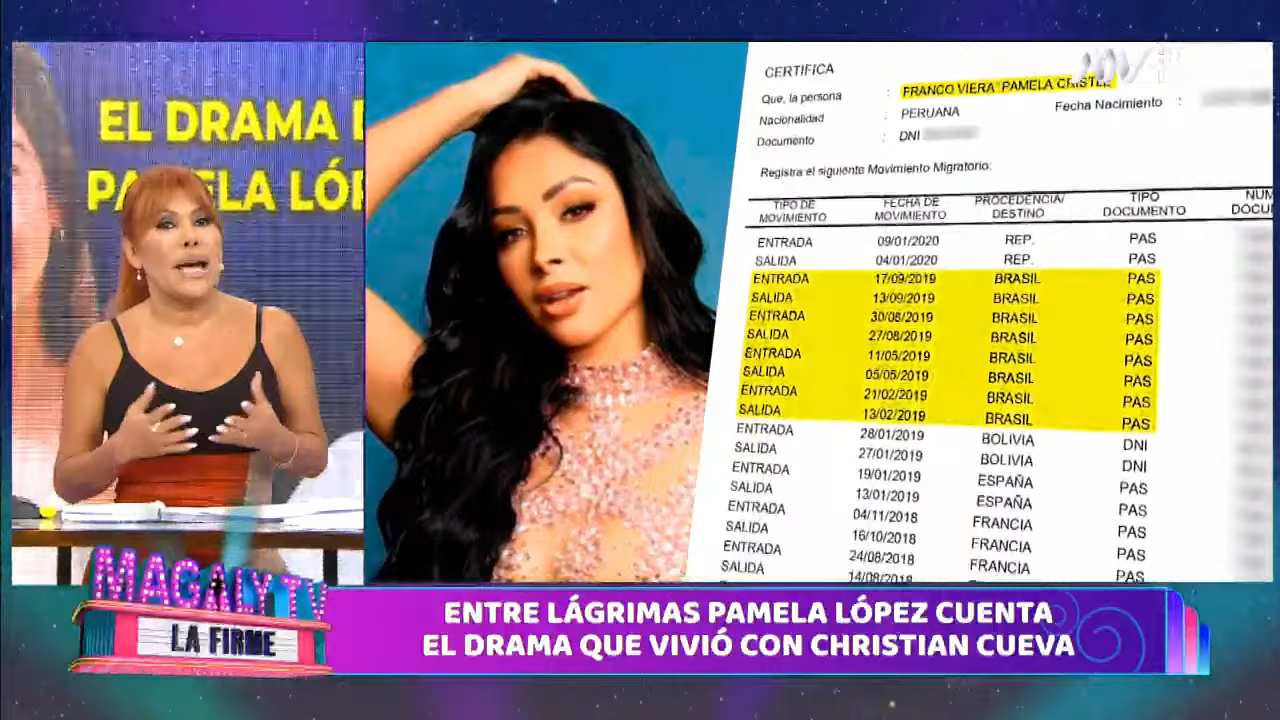 EL DRAMA
PAMELA LÓP
CERTIFICA
Que, la persona : FRANCO VIERA PAMELA CRISTEL
Nacionalidad : PERUANA Fecha Nacimiento :
Documento : DNI
Registra el siguiente Movimiento Migratorio:
TIPO DE MOVIMIENTO FECHA DE MOVIMIENTO PROCEDENCIA/ DESTINO TIPO DOCUMENTO NUM DOCUM
ENTRADA 09/01/2020 REP. PAS
SALIDA 04/01/2020 REP. PAS
ENTRADA 17/09/2019 BRASIL PAS
SALIDA 13/09/2019 BRASIL PAS
ENTRADA 30/08/2019 BRASIL PAS
SALIDA 27/08/2019 BRASIL PAS
ENTRADA 11/05/2019 BRASIL PAS
SALIDA 05/05/2019 BRASIL PAS
ENTRADA 21/02/2019 BRASIL PAS
SALIDA 13/02/2019 BRASIL PAS
ENTRADA 28/01/2019 BOLIVIA DNI
SALIDA 27/01/2019 BOLIVIA DNI
ENTRADA 19/01/2019 ESPAÑA PAS
SALIDA 13/01/2019 ESPAÑA PAS
ENTRADA 04/11/2018 FRANCIA PAS
SALIDA 16/10/2018 FRANCIA PAS
ENTRADA 24/08/2018 FRANCIA PAS
SALIDA 14/08/2018
MAGALY TV
LA FIRME
ENTRE LÁGRIMAS PAMELA LÓPEZ CUENTA
EL DRAMA QUE VIVIÓ CON CHRISTIAN CUEVA